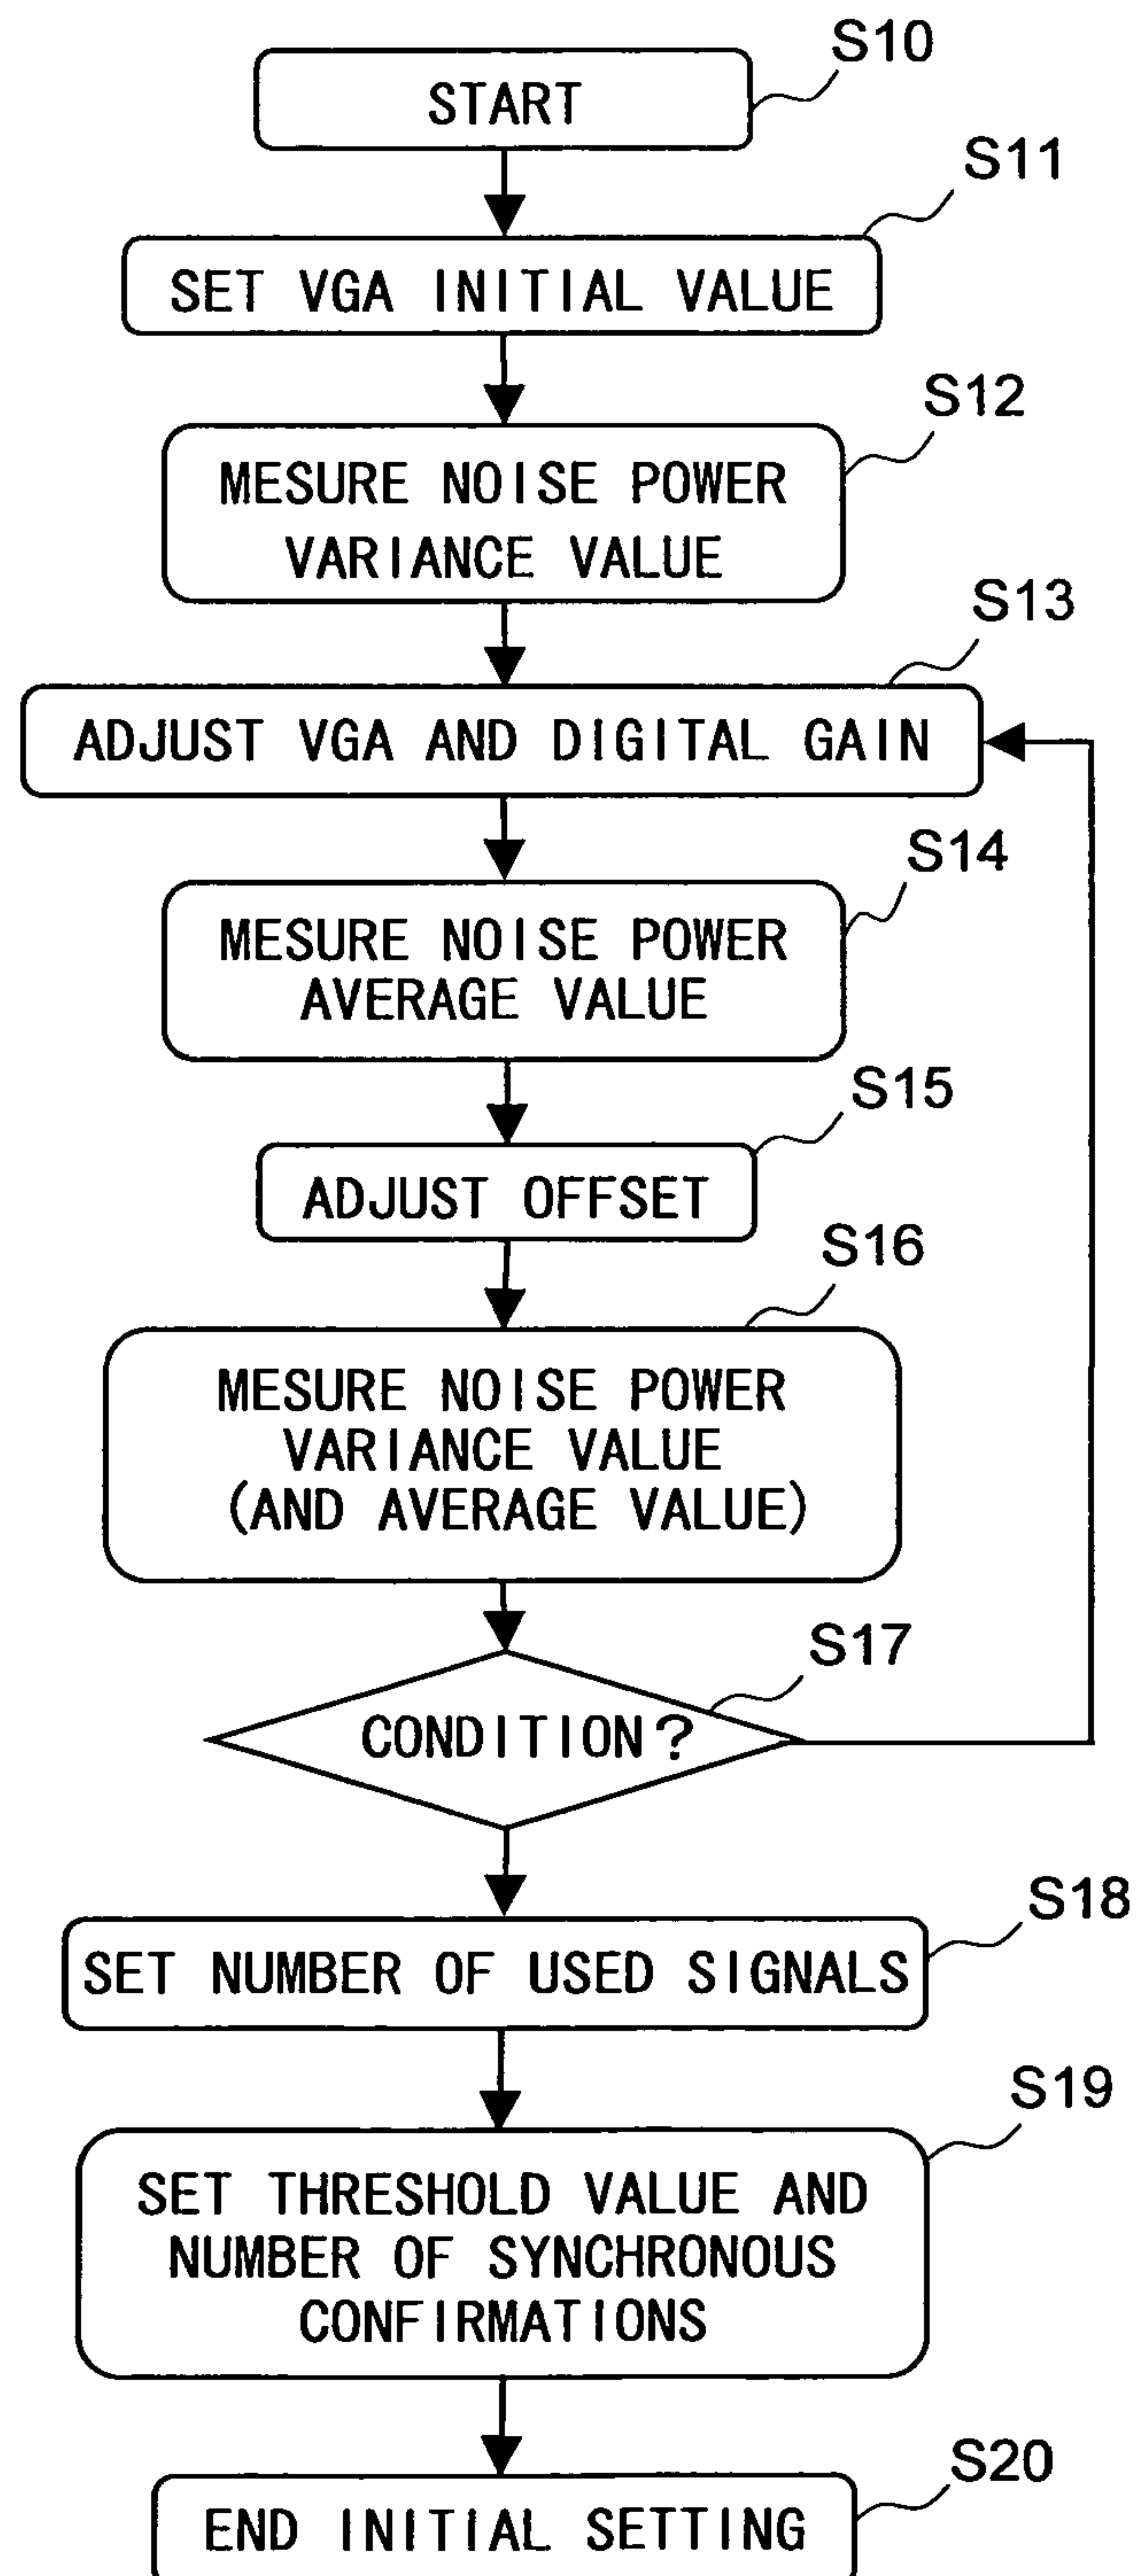 S10
START
S11
SET VGA INITIAL VALUE
S12
MESURE NOISE POWER
VARIANCE VALUE
S13
ADJUST VGA AND DIGITAL GAIN
S14
MESURE NOISE POWER
AVERAGE VALUE
S15
ADJUST OFFSET
S16
MESURE NOISE POWER
VARIANCE VALUE
(AND AVERAGE VALUE)
S17
CONDITION?
S18
SET NUMBER OF USED SIGNALS
S19
SET THRESHOLD VALUE AND
NUMBER OF SYNCHRONOUS
CONFIRMATIONS
S20
END INITIAL SETTING